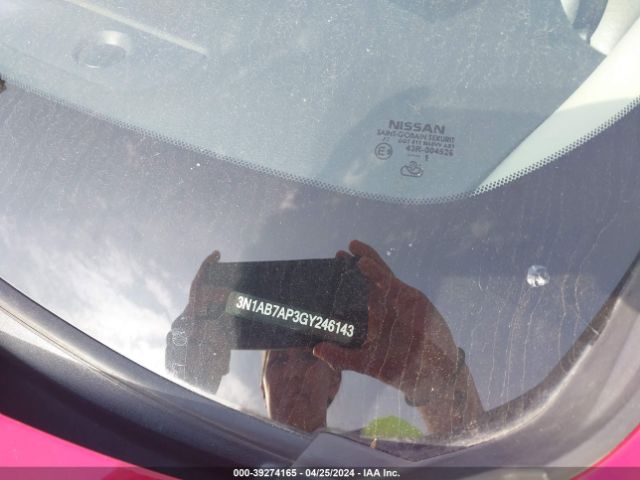 NISSAN
SAINT-GOBAIN SEKURIT
43R-004526
3N1AB7AP3GY246143
000-39274165 - 04/25/2024 - IAA Inc.